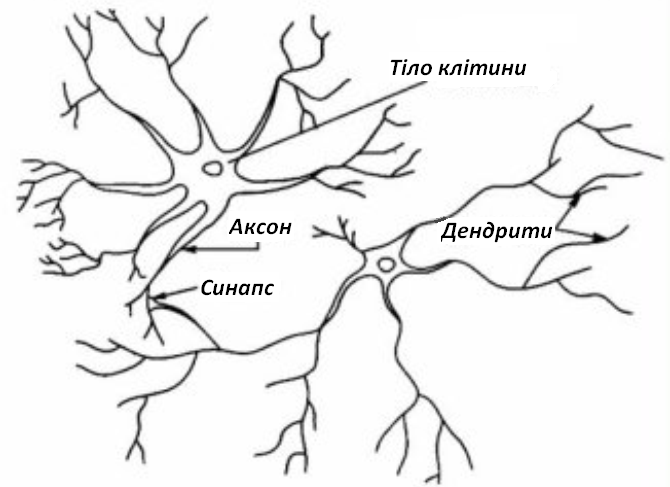 Тіло клітини
Аксон
Дендрити
Синапс